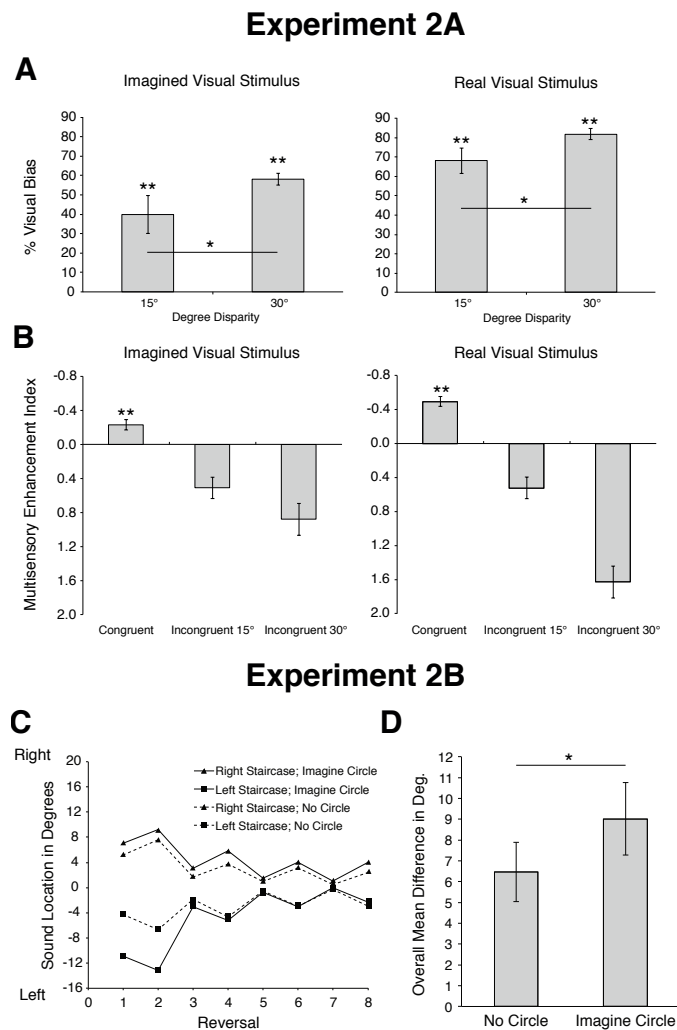 Experiment 2A
A
Imagined Visual Stimulus
Real Visual Stimulus
% Visual Bias
90
80
70
60
50
40
30
20
10
0
**
**
*
15°
30°
Degree Disparity
90
80
70
60
50
40
30
20
10
0
**
**
*
15°
30°
Degree Disparity
B
Imagined Visual Stimulus
Real Visual Stimulus
Multisensory Enhancement Index
-0.8
-0.4
0.0
0.4
0.8
1.2
1.6
2.0
**
Congruent
Incongruent 15°
Incongruent 30°
-0.8
-0.4
0.0
0.4
0.8
1.2
1.6
2.0
**
Congruent
Incongruent 15°
Incongruent 30°
Experiment 2B
C
Right
Left
Sound Location in Degrees
20
16
12
8
4
0
-4
-8
-12
-16
Right Staircase; Imagine Circle
Left Staircase; Imagine Circle
Right Staircase; No Circle
Left Staircase; No Circle
0 1 2 3 4 5 6 7 8
Reversal
D
Overall Mean Difference in Deg.
12
11
10
9
8
7
6
5
4
3
2
1
0
*
No Circle
Imagine Circle